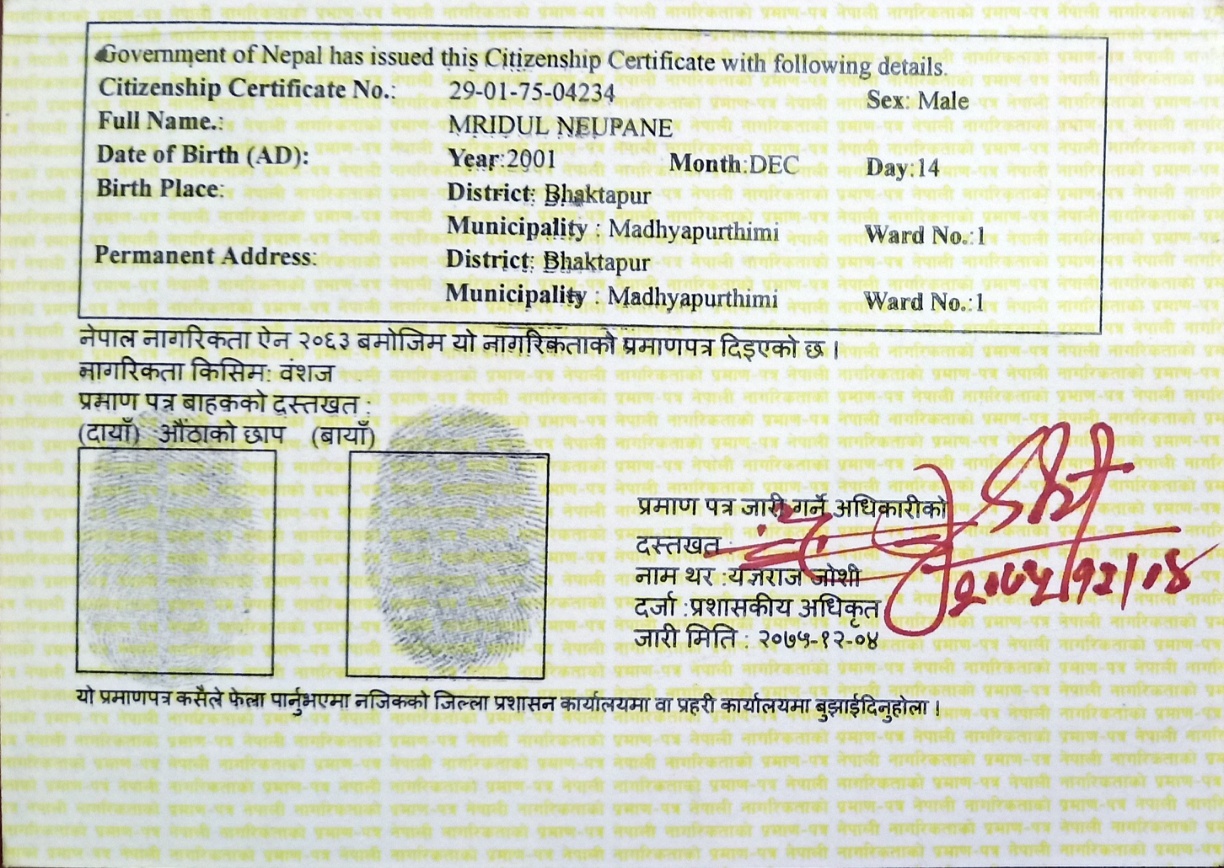 Government of Nepal has issued this Citizenship Certificate with following details.
Citizenship Certificate No.: 29-01-75-04234 Sex: Male
Full Name.: MRIDUL NEUPANE
Date of Birth (AD): Year:2001 Month:DEC Day:14
Birth Place: District: Bhaktapur
Municipality : Madhyapurthimi Ward No.:1
Permanent Address: District: Bhaktapur
Municipality : Madhyapurthimi Ward No.:1
नेपाल नागरिकता ऐन २०६३ बमोजिम यो नागरिकताको प्रमाणपत्र दिइएको छ।
नागरिकता किसिम: वंशज
प्रमाण पत्र बाहकको दस्तखत :
(दायाँ) औंठाको छाप (बायाँ)
प्रमाण पत्र जारी गर्ने अधिकारीको
दस्तखत :
नाम थर :यज्ञराज जोशी
दर्जा :प्रशासकीय अधिकृत
जारी मिति : २०७५-१२-०४
२०७५/१२/०४
यो प्रमाणपत्र कसैले फेला पार्नुभएमा नजिकको जिल्ला प्रशासन कार्यालयमा वा प्रहरी कार्यालयमा बुझाईदिनुहोला।